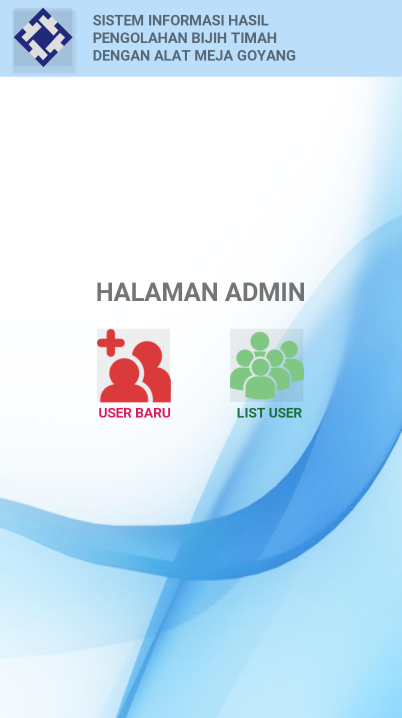 SISTEM INFORMASI HASIL
PENGOLAHAN BIJIH TIMAH
DENGAN ALAT MEJA GOYANG
HALAMAN ADMIN
USER BARU
LIST USER